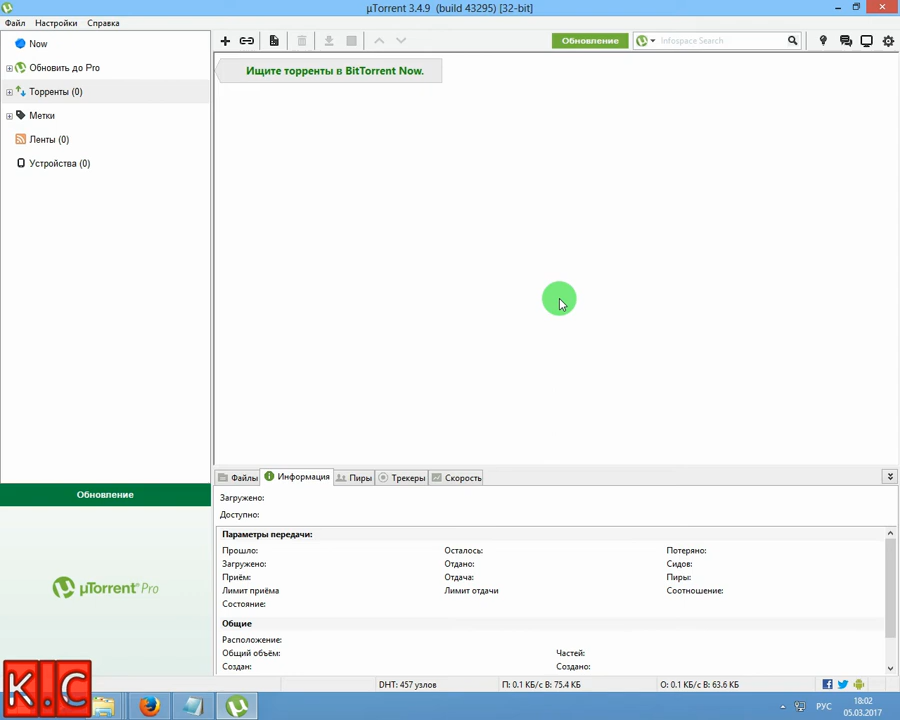 µTorrent 3.4.9 (build 43295) [32-bit]
Файл Настройки Справка
Now
Обновить до Pro
Торренты (0)
Метки
Ленты (0)
Устройства (0)
Обновление
Infospace Search
Ищите торренты в BitTorrent Now.
Обновление
µTorrent Pro
Файлы Информация Пиры Трекеры Скорость
Загружено:
Доступно:
Параметры передачи:
Прошло: Осталось: Потеряно:
Загружено: Отдано: Сидов:
Приём: Отдача: Пиры:
Лимит приёма Лимит отдачи Соотношение:
Состояние:
Общие
Расположение:
Общий объём: Частей:
Создан: Создано:
DHT: 457 узлов П: 0.1 КБ/с В: 75.4 КБ О: 0.1 КБ/с В: 63.6 КБ
K.C
РУС
18:02
05.03.2017